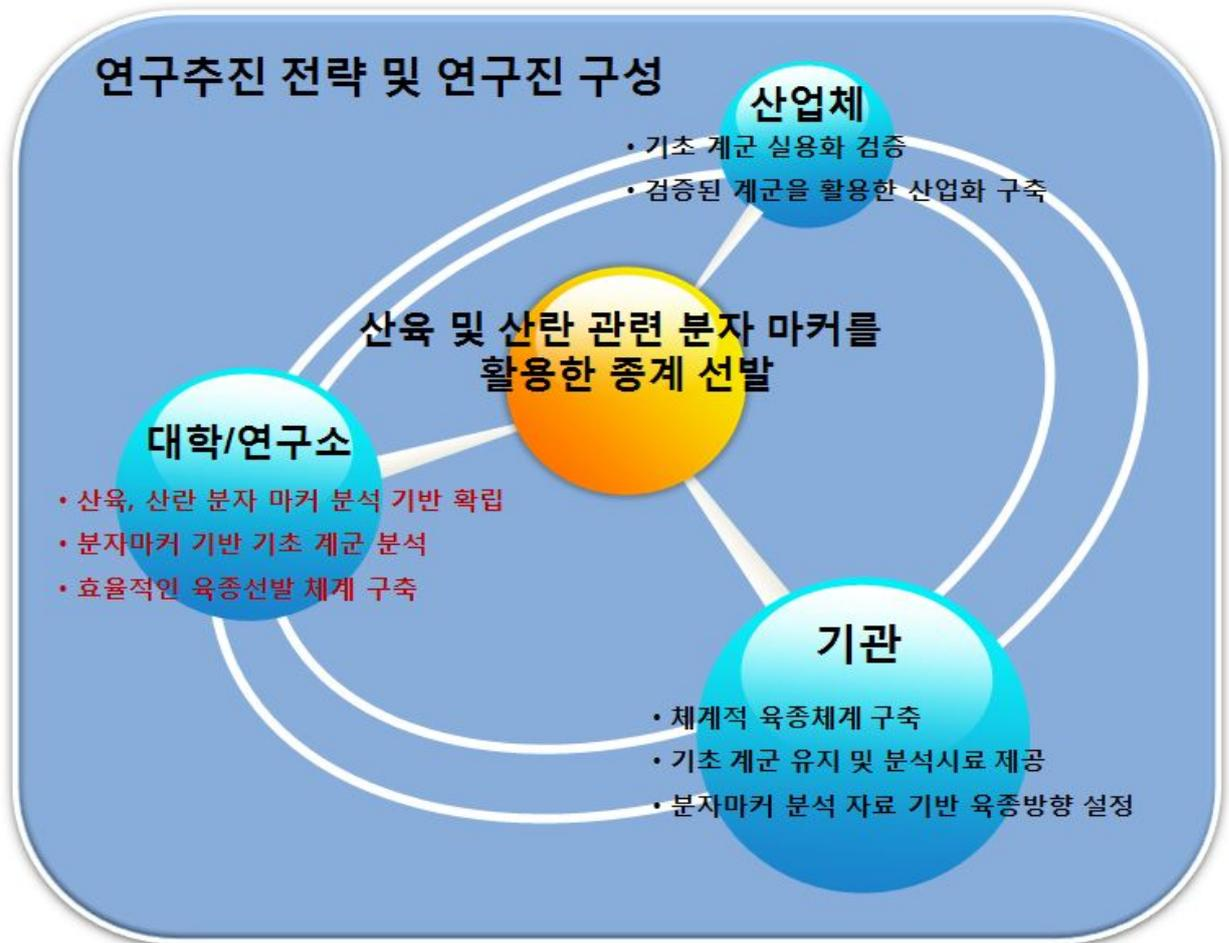 연구추진 전략 및 연구진 구성
산업체
• 기초 계군 실용화 검증
• 검증된 계군을 활용한 산업화 구축
산육 및 산란 관련 분자 마커를
활용한 종계 선발
대학/연구소
• 산육, 산란 분자 마커 분석 기반 확립
• 분자마커 기반 기초 계군 분석
• 효율적인 육종선발 체계 구축
기관
• 체계적 육종체계 구축
• 기초 계군 유지 및 분석시료 제공
• 분자마커 분석 자료 기반 육종방향 설정